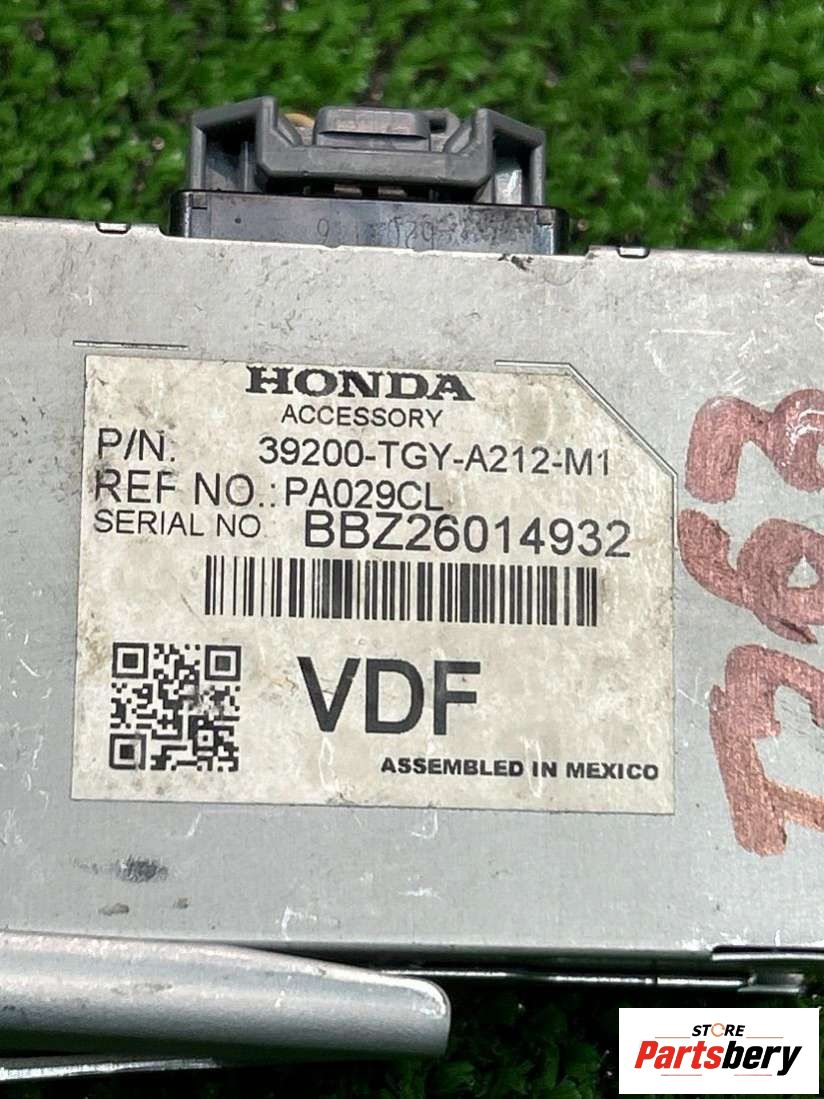 HONDA
ACCESSORY
P/N. 39200-TGY-A212-M1
REF NO.:PA029CL
SERIAL NO BBZ26014932
VDF
ASSEMBLED IN MEXICO
STORE
Partsbery